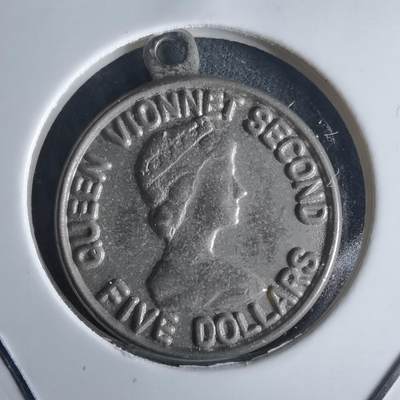 QUEEN VIONNET SECOND
FIVE DOLLARS